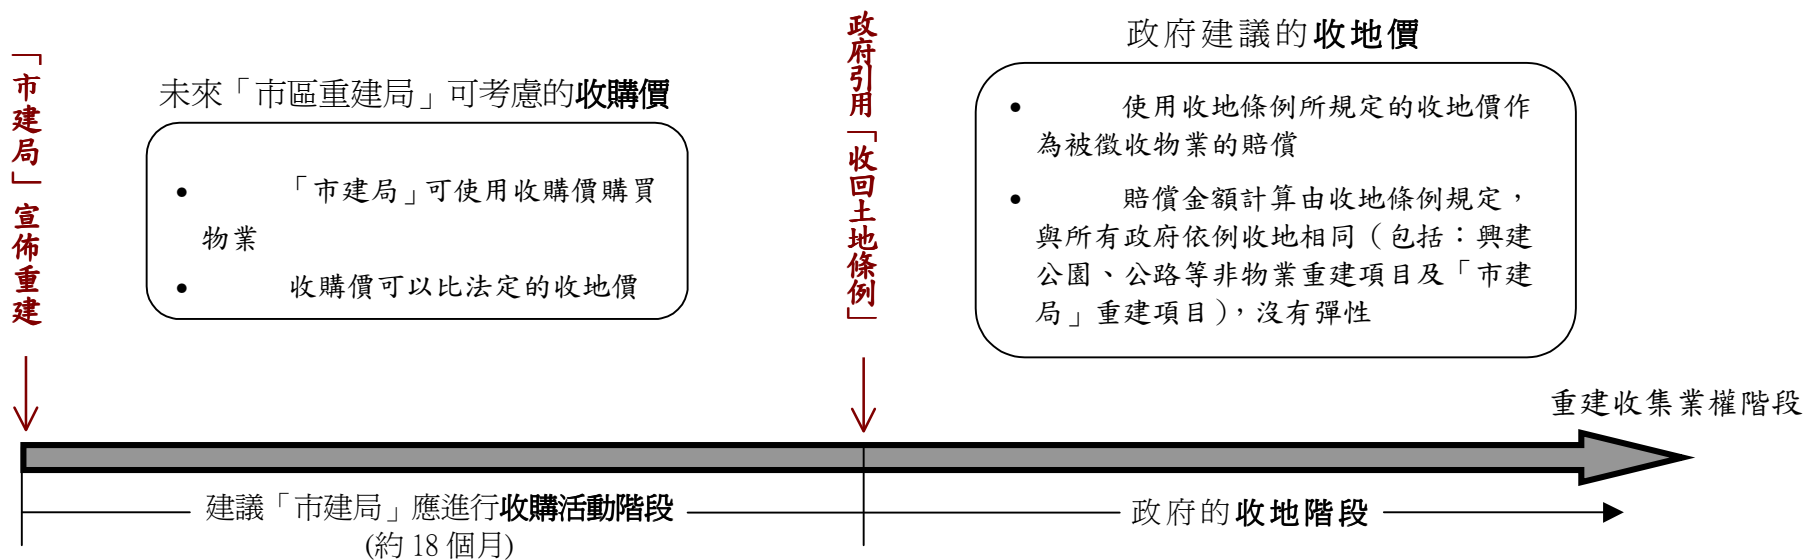 「市建局」宣佈重建
未來「市區重建局」可考慮的收購價
• 「市建局」可使用收購價購買
物業
• 收購價可以比法定的收地價
政府引用「收回土地條例」
政府建議的收地價
• 使用收地條例所規定的收地價作
為被徵收物業的賠償
• 賠償金額計算由收地條例規定，
與所有政府依例收地相同（包括：興建
公園、公路等非物業重建項目及「市建
局」重建項目），沒有彈性
重建收集業權階段
建議「市建局」應進行收購活動階段
(約 18 個月)
政府的收地階段